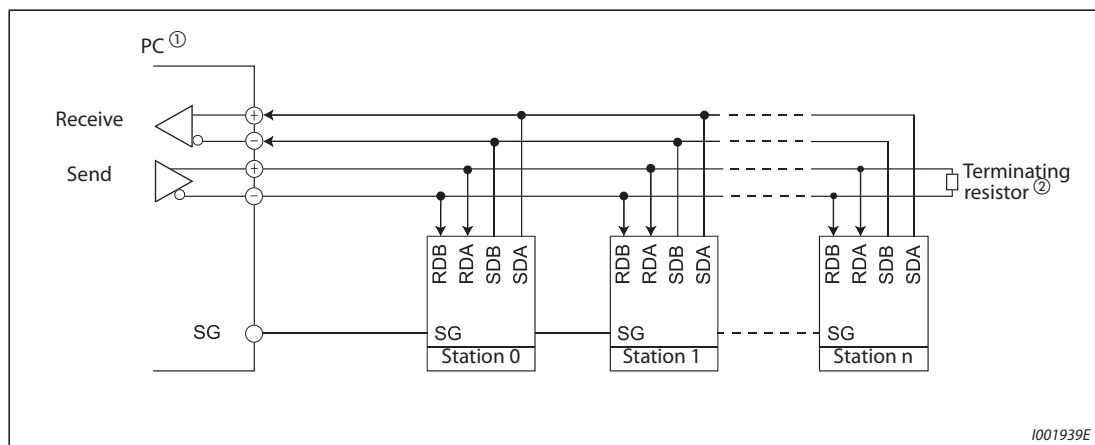 PC ①
Receive
+
−
Send
+
−
Terminating
resistor ②
RDB RDA SDB SDA
RDB RDA SDB SDA
RDB RDA SDB SDA
SG
SG
SG
SG
Station 0
Station 1
Station n
I001939E